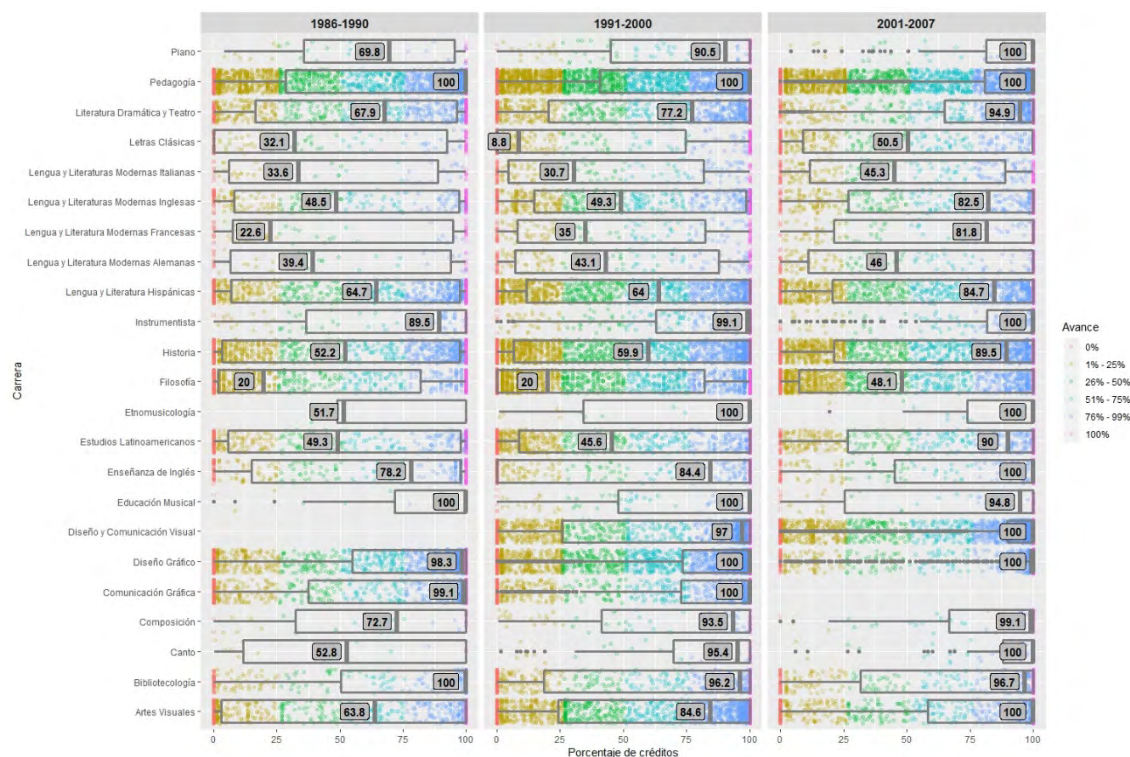 1986-1990 1991-2000 2001-2007
Carrera
Piano 69.8 90.5 100
Pedagogía 100 100 100
Literatura Dramática y Teatro 67.9 77.2 94.9
Letras Clásicas 32.1 8.8 50.5
Lengua y Literaturas Modernas Italianas 33.6 30.7 45.3
Lengua y Literaturas Modernas Inglesas 48.5 49.3 82.5
Lengua y Literatura Modernas Francesas 22.6 35 81.8
Lengua y Literatura Modernas Alemanas 39.4 43.1 46
Lengua y Literatura Hispánicas 64.7 64 84.7
Instrumentista 89.5 99.1 100
Historia 52.2 59.9 89.5
Filosofía 20 20 48.1
Etnomusicología 51.7 100 100
Estudios Latinoamericanos 49.3 45.6 90
Enseñanza de Inglés 78.2 84.4 100
Educación Musical 100 100 94.8
Diseño y Comunicación Visual 97 100
Diseño Gráfico 98.3 100 100
Comunicación Gráfica 99.1 100
Composición 72.7 93.5 99.1
Canto 52.8 95.4 100
Bibliotecología 100 96.2 96.7
Artes Visuales 63.8 84.6 100
0 25 50 75 100 0 25 50 75 100 0 25 50 75 100
Porcentaje de créditos
Avance
0%
1% - 25%
26% - 50%
51% - 75%
76% - 99%
100%